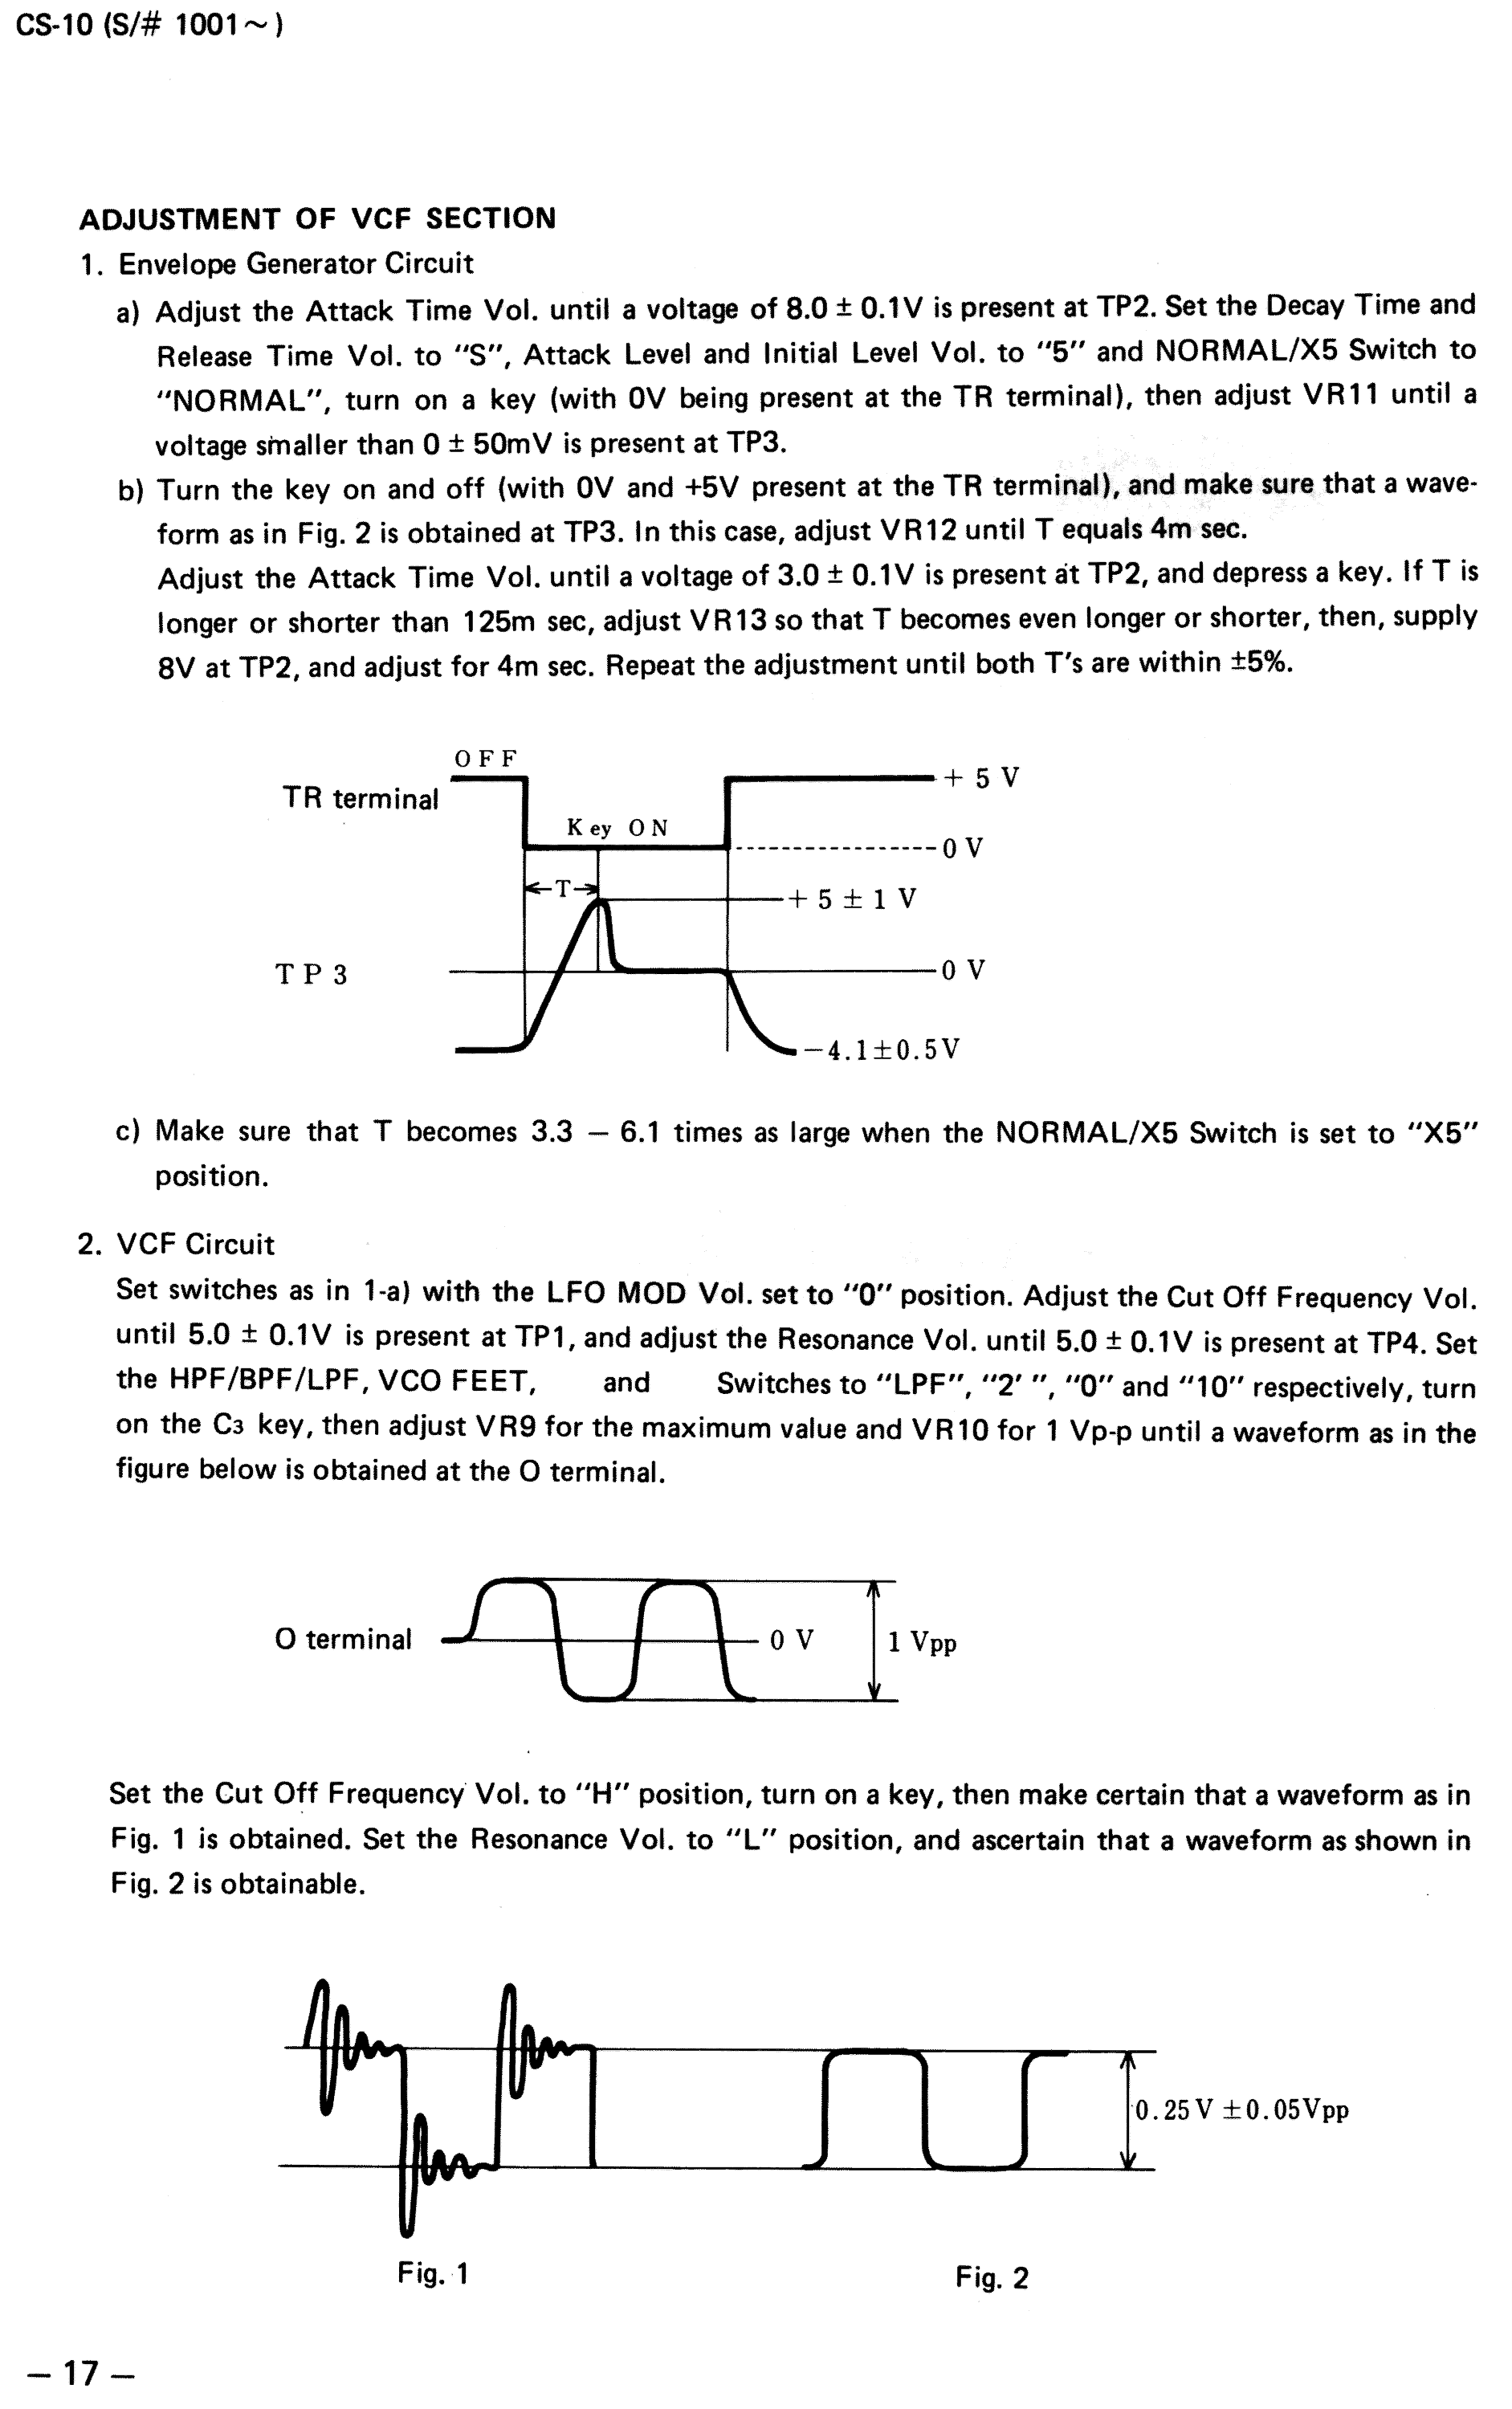 CS-10 (S/# 1001～)
ADJUSTMENT OF VCF SECTION
1. Envelope Generator Circuit
a) Adjust the Attack Time Vol. until a voltage of 8.0 ± 0.1V is present at TP2. Set the Decay Time and
Release Time Vol. to “S”, Attack Level and Initial Level Vol. to “5” and NORMAL/X5 Switch to
“NORMAL”, turn on a key (with 0V being present at the TR terminal), then adjust VR11 until a
voltage smaller than 0 ± 50mV is present at TP3.
b) Turn the key on and off (with 0V and +5V present at the TR terminal), and make sure that a wave-
form as in Fig. 2 is obtained at TP3. In this case, adjust VR12 until T equals 4m sec.
Adjust the Attack Time Vol. until a voltage of 3.0 ± 0.1V is present at TP2, and depress a key. If T is
longer or shorter than 125m sec, adjust VR13 so that T becomes even longer or shorter, then, supply
8V at TP2, and adjust for 4m sec. Repeat the adjustment until both T's are within ±5%.
OFF
TR terminal
+ 5 V
Key ON
0 V
T
+ 5 ± 1 V
TP3
0 V
−4.1±0.5V
c) Make sure that T becomes 3.3 – 6.1 times as large when the NORMAL/X5 Switch is set to “X5”
position.
2. VCF Circuit
Set switches as in 1-a) with the LFO MOD Vol. set to “0” position. Adjust the Cut Off Frequency Vol.
until 5.0 ± 0.1V is present at TP1, and adjust the Resonance Vol. until 5.0 ± 0.1V is present at TP4. Set
the HPF/BPF/LPF, VCO FEET, and Switches to “LPF”, “2' ”, “0” and “10” respectively, turn
on the C3 key, then adjust VR9 for the maximum value and VR10 for 1 Vp-p until a waveform as in the
figure below is obtained at the O terminal.
O terminal
0 V
1 Vpp
Set the Cut Off Frequency Vol. to “H” position, turn on a key, then make certain that a waveform as in
Fig. 1 is obtained. Set the Resonance Vol. to “L” position, and ascertain that a waveform as shown in
Fig. 2 is obtainable.
0.25V ±0.05Vpp
Fig. 1
Fig. 2
– 17 –